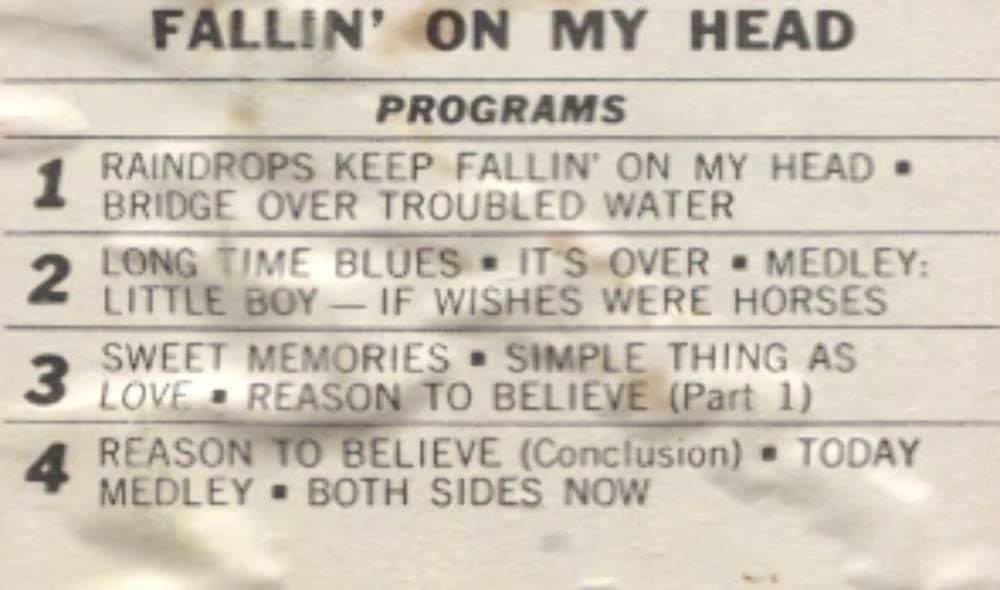 FALLIN' ON MY HEAD
PROGRAMS
1 RAINDROPS KEEP FALLIN' ON MY HEAD ▪
BRIDGE OVER TROUBLED WATER
2 LONG TIME BLUES ▪ IT'S OVER ▪ MEDLEY:
LITTLE BOY — IF WISHES WERE HORSES
3 SWEET MEMORIES ▪ SIMPLE THING AS
LOVE ▪ REASON TO BELIEVE (Part 1)
4 REASON TO BELIEVE (Conclusion) ▪ TODAY
MEDLEY ▪ BOTH SIDES NOW